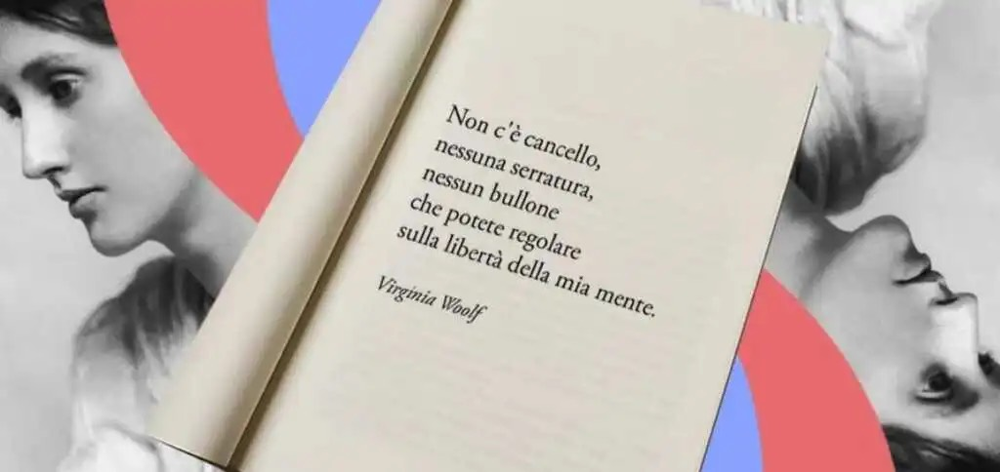 Non c'è cancello,
nessuna serratura,
nessun bullone
che potete regolare
sulla libertà della mia mente.
Virginia Woolf